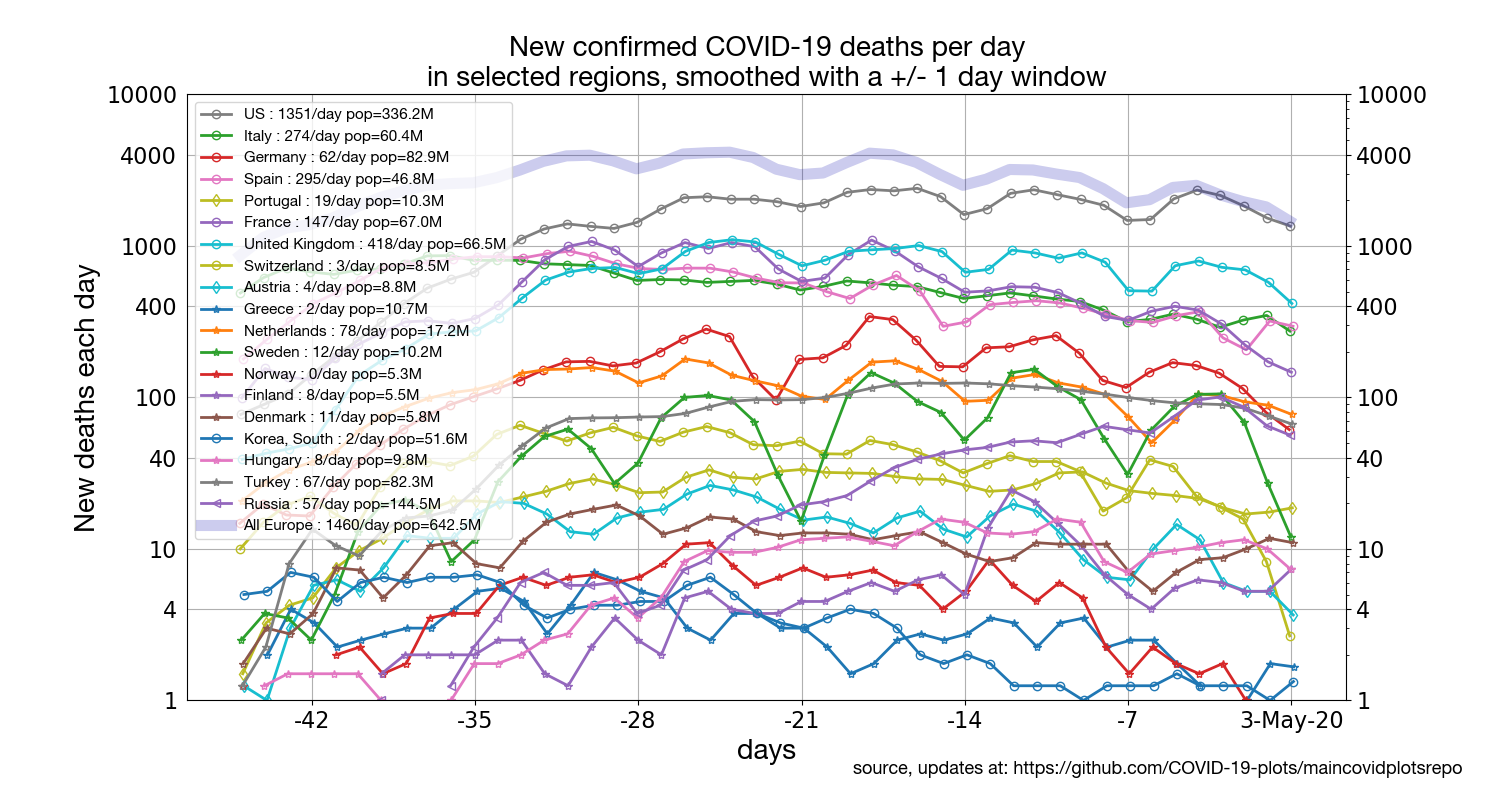 New confirmed COVID-19 deaths per day
in selected regions, smoothed with a +/- 1 day window
10000
4000
1000
400
100
40
10
4
1
New deaths each day
US : 1351/day pop=336.2M
Italy : 274/day pop=60.4M
Germany : 62/day pop=82.9M
Spain : 295/day pop=46.8M
Portugal : 19/day pop=10.3M
France : 147/day pop=67.0M
United Kingdom : 418/day pop=66.5M
Switzerland : 3/day pop=8.5M
Austria : 4/day pop=8.8M
Greece : 2/day pop=10.7M
Netherlands : 78/day pop=17.2M
Sweden : 12/day pop=10.2M
Norway : 0/day pop=5.3M
Finland : 8/day pop=5.5M
Denmark : 11/day pop=5.8M
Korea, South : 2/day pop=51.6M
Hungary : 8/day pop=9.8M
Turkey : 67/day pop=82.3M
Russia : 57/day pop=144.5M
All Europe : 1460/day pop=642.5M
10000
4000
1000
400
100
40
10
4
1
-42 -35 -28 -21 -14 -7 3-May-20
days
source, updates at: https://github.com/COVID-19-plots/maincovidplotsrepo